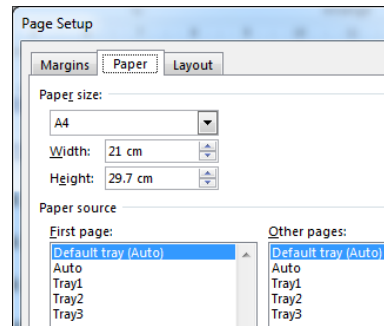 Page Setup
Margins Paper Layout
Paper size:
A4
Width: 21 cm
Height: 29.7 cm
Paper source
First page: Other pages:
Default tray (Auto) Default tray (Auto)
Auto Auto
Tray1 Tray1
Tray2 Tray2
Tray3 Tray3